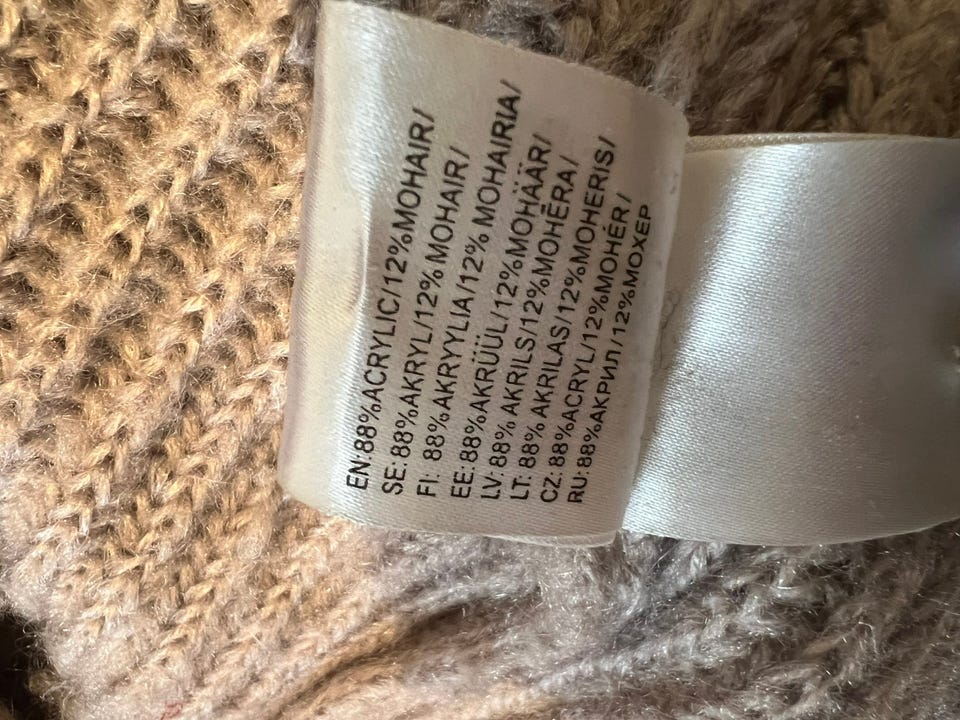 EN:88%ACRYLIC/12%MOHAIR/
SE:88%AKRYL/12%MOHAIR/
FI: 88%AKRYYLIA/12% MOHAIRIA/
EE:88%AKRÜÜL/12%MOHÄÄR/
LV:88% AKRILS/12%MOHĒRA/
LT: 88% AKRILAS/12%MOHERIS/
CZ:88%ACRYL/12%MOHÉR/
RU:88%АКРИЛ/12%МОХЕР